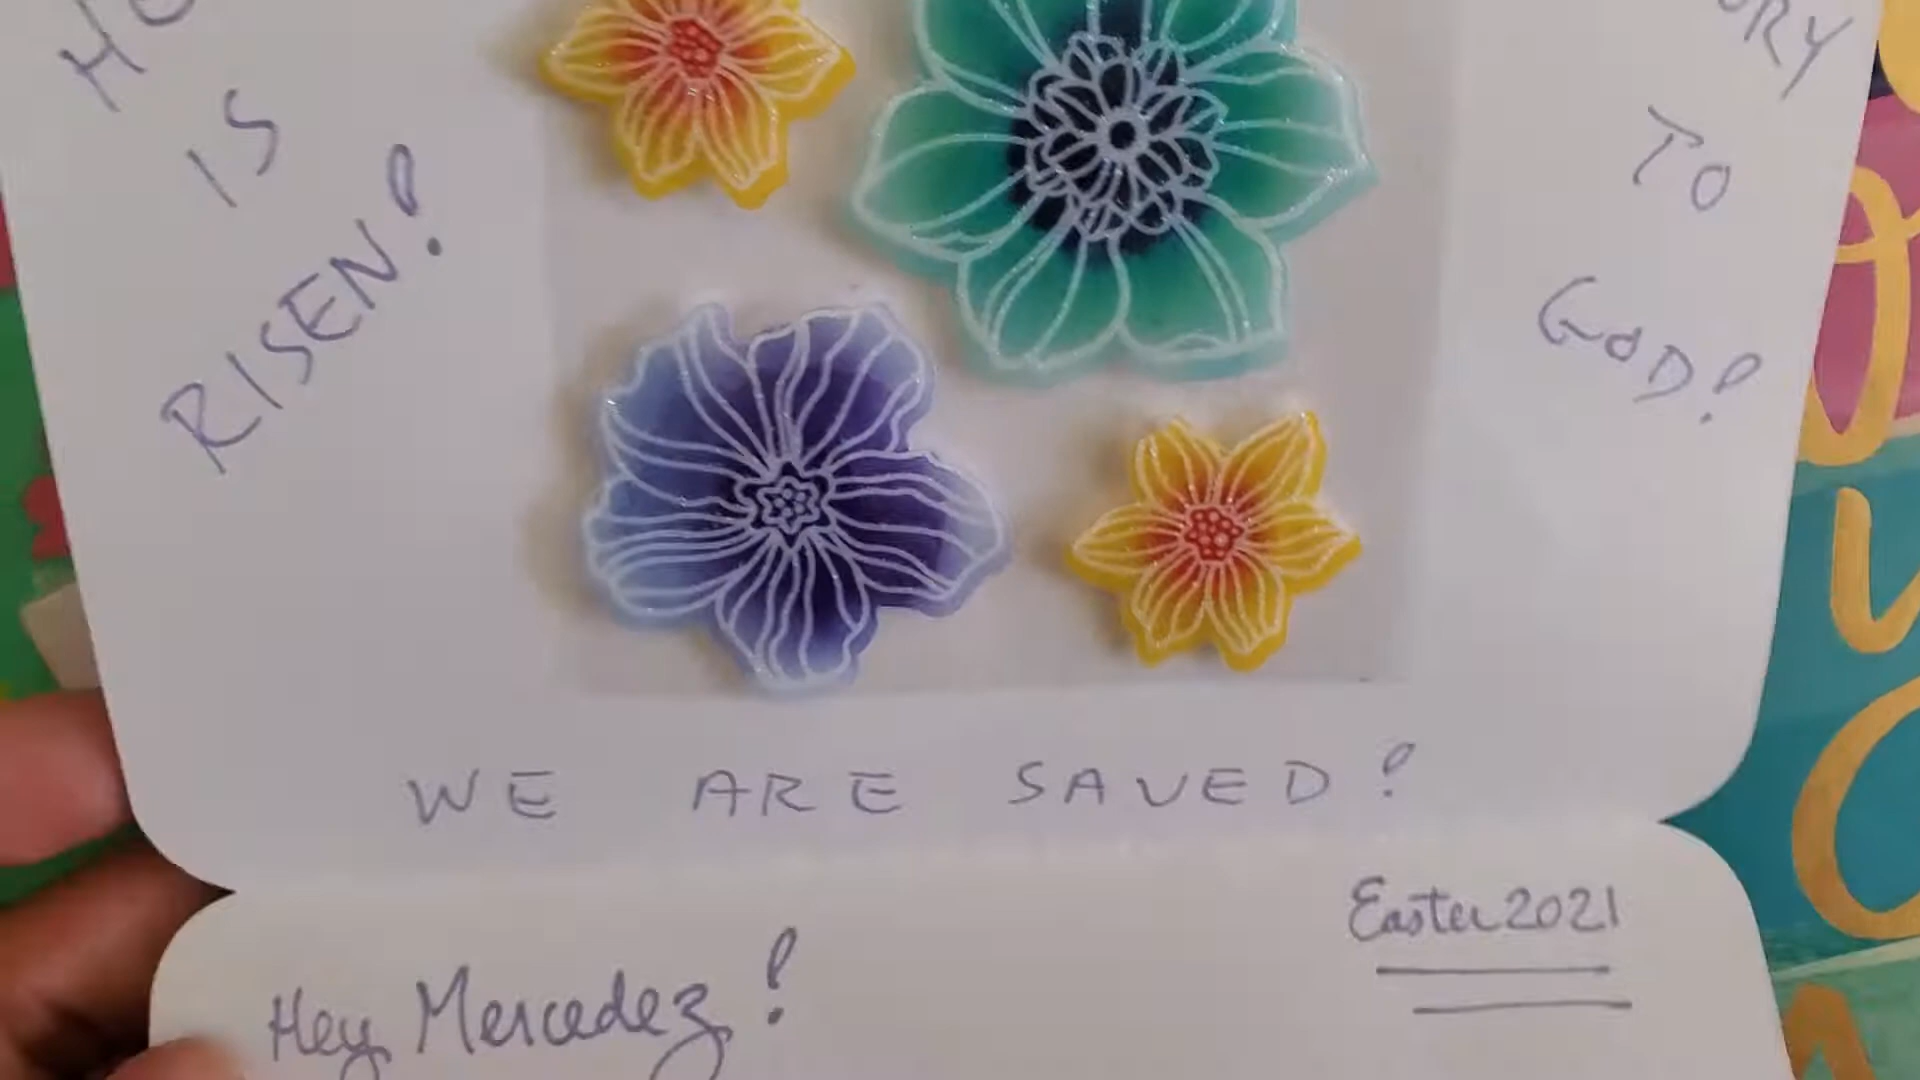 IS
RISEN!
TO
GOD!
WE ARE SAVED!
Easter 2021
Hey Mercedez!